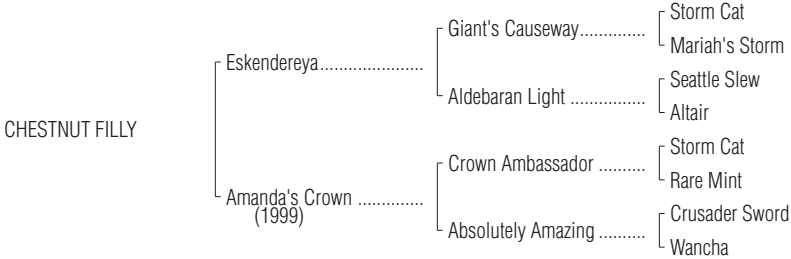 Storm Cat
Giant's Causeway..............
Mariah's Storm
Eskendereya......................
Seattle Slew
Aldebaran Light ................
Altair
CHESTNUT FILLY
Storm Cat
Crown Ambassador ..........
Rare Mint
Amanda's Crown ..............
(1999)
Crusader Sword
Absolutely Amazing ..........
Wancha